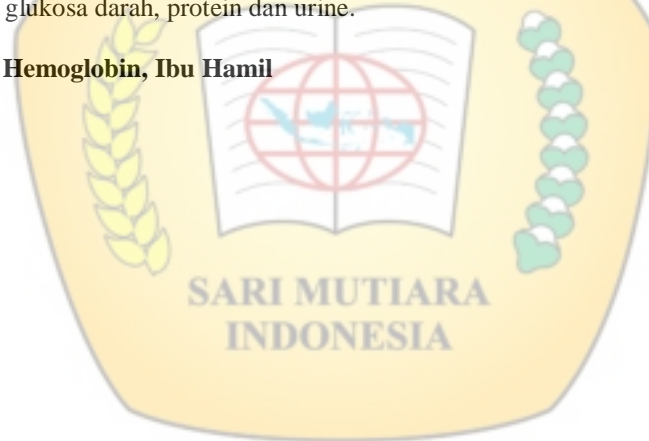 glukosa darah, protein dan urine.
Hemoglobin, Ibu Hamil
SARI MUTIARA
INDONESIA